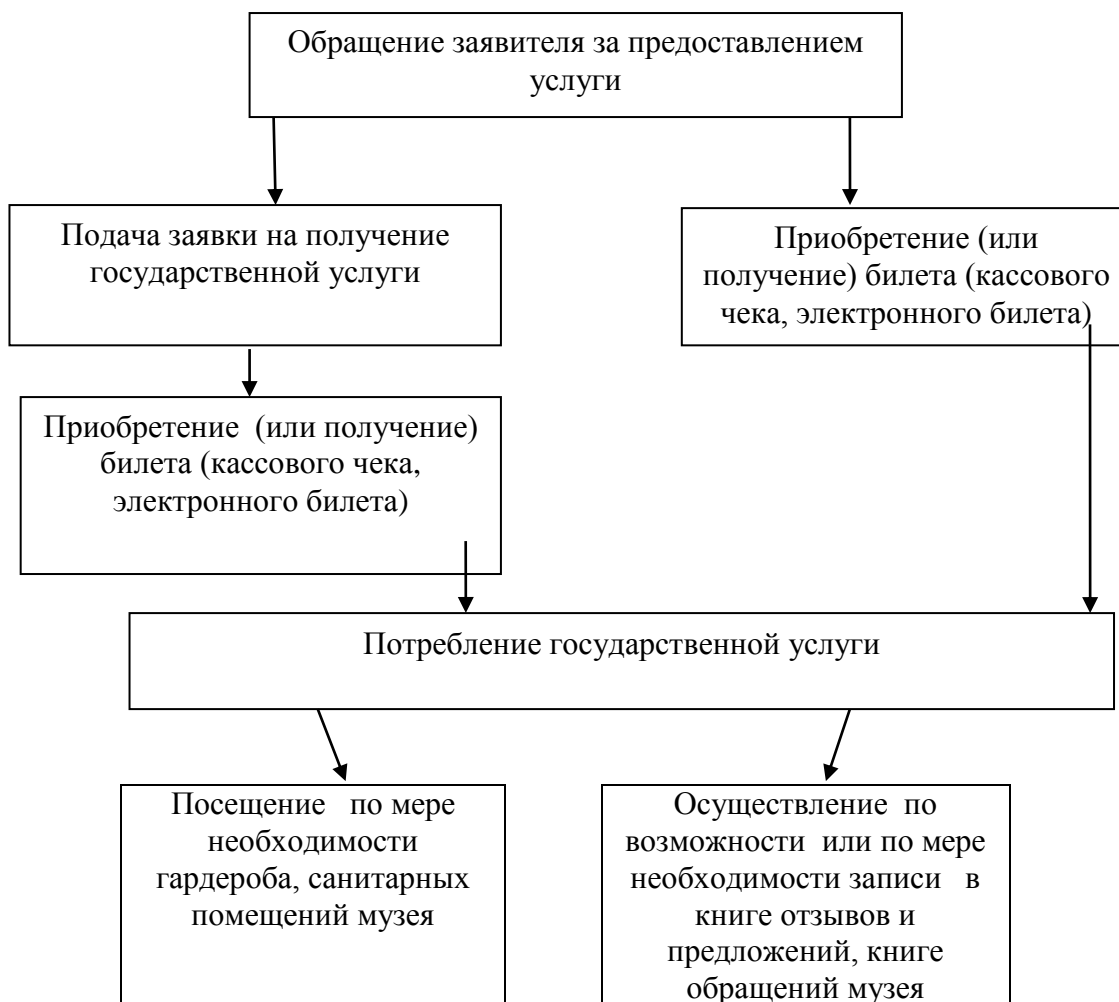 Обращение заявителя за предоставлением
услуги
Подача заявки на получение
государственной услуги
Приобретение (или
получение) билета (кассового
чека, электронного билета)
Приобретение (или получение)
билета (кассового чека,
электронного билета)
Потребление государственной услуги
Посещение по мере
необходимости
гардероба, санитарных
помещений музея
Осуществление по
возможности или по мере
необходимости записи в
книге отзывов и
предложений, книге
обращений музея